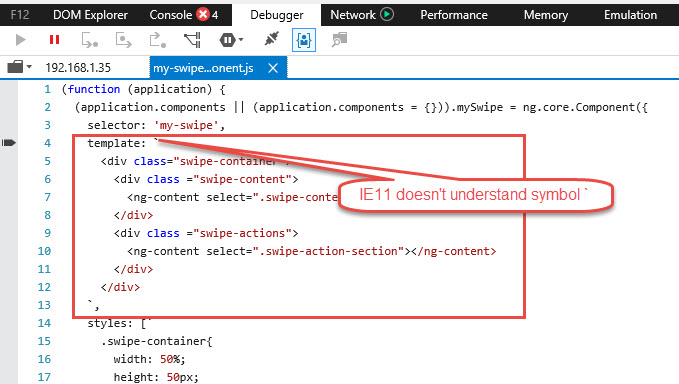 F12 DOM Explorer Console 4 Debugger Network Performance Memory Emulation
192.168.1.35 my-swipe...onent.js
1 (function (application) {
2 (application.components || (application.components = {})).mySwipe = ng.core.Component({
3 selector: 'my-swipe',
4 template: `
5 <div class="swipe-container">
6 <div class ="swipe-content">
7 <ng-content select=".swipe-conte
8 </div>
9 <div class ="swipe-actions">
10 <ng-content select=".swipe-action-section"></ng-content>
11 </div>
12 </div>
13 `,
14 styles: [`
15 .swipe-container{
16 width: 50%;
17 height: 50px;
IE11 doesn't understand symbol `